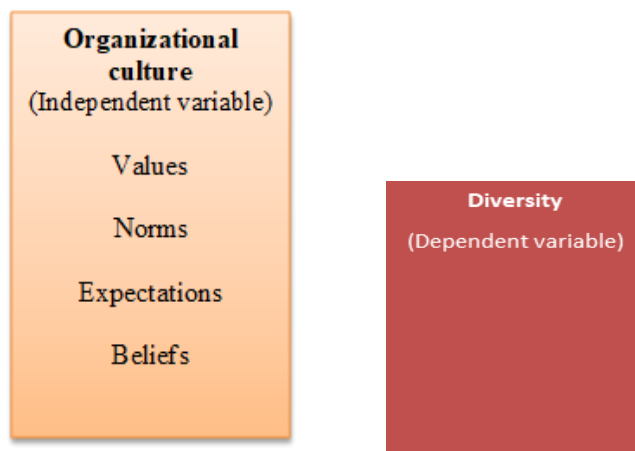 Organizational
culture
(Independent variable)
Values
Norms
Expectations
Beliefs
Diversity
(Dependent variable)